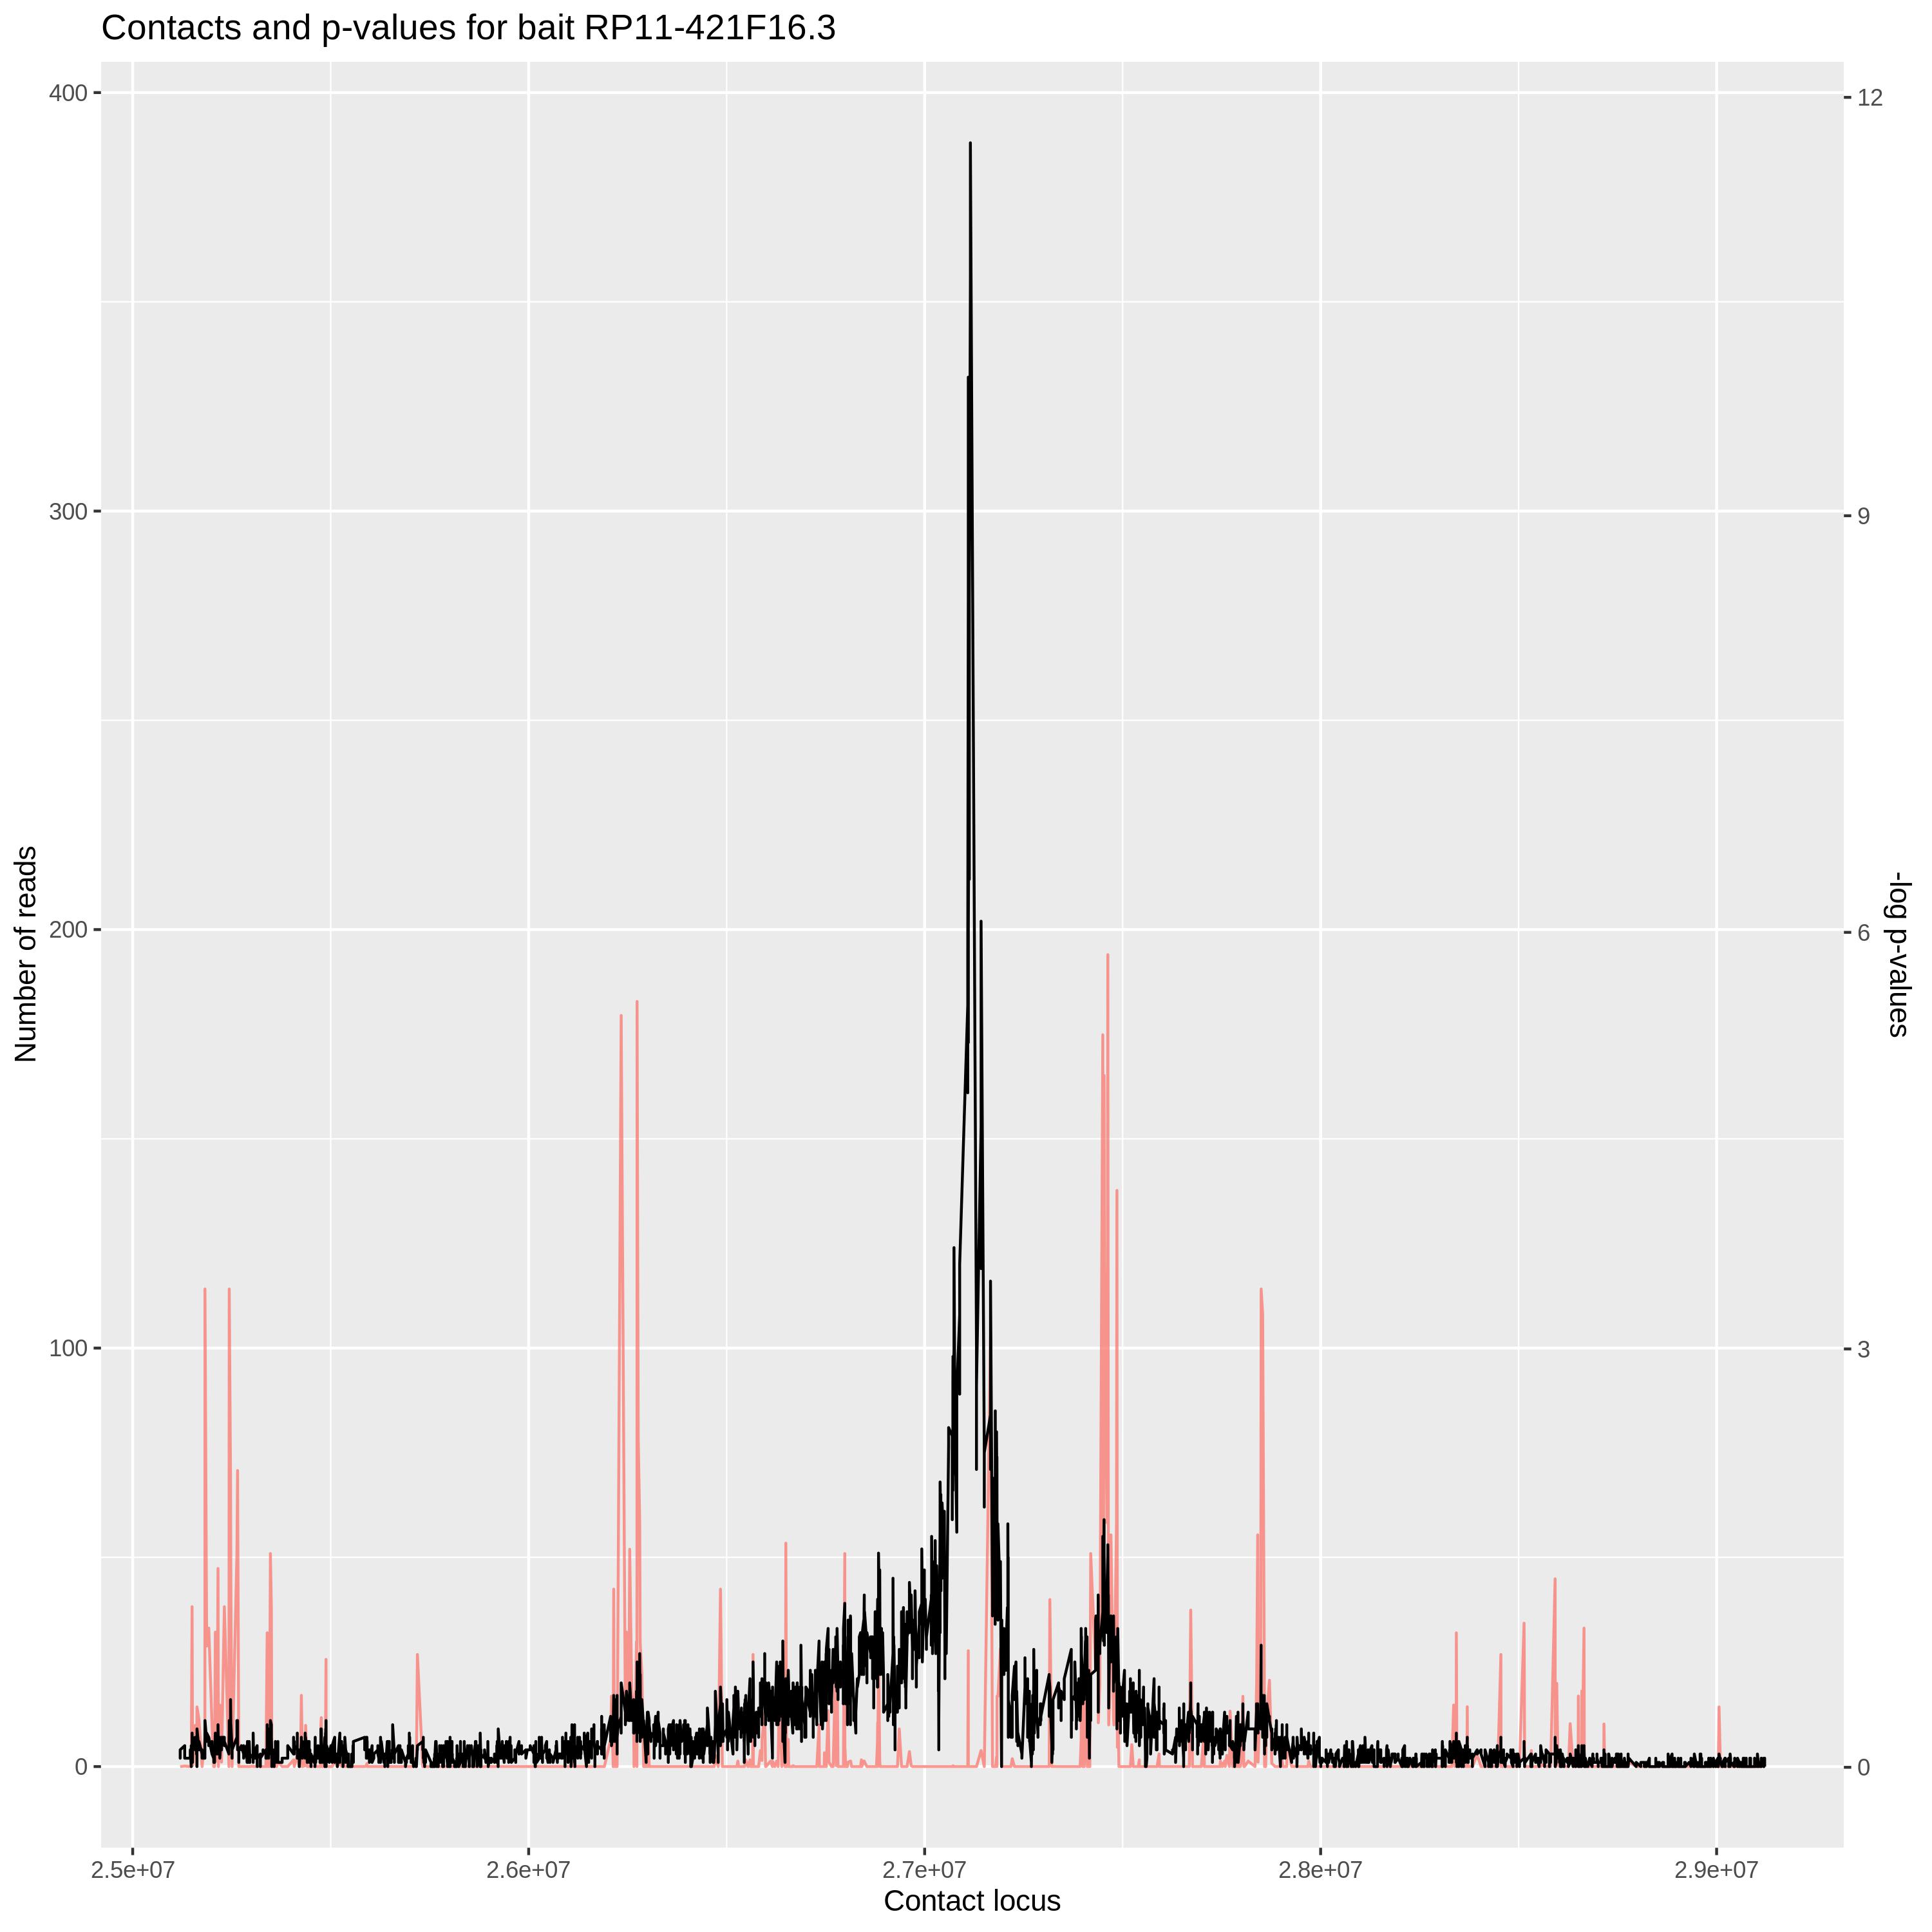 Contacts and p-values for bait RP11-421F16.3
400
300
200
100
0
12
9
6
3
0
Number of reads
-log p-values
2.5e+07
2.6e+07
2.7e+07
2.8e+07
2.9e+07
Contact locus